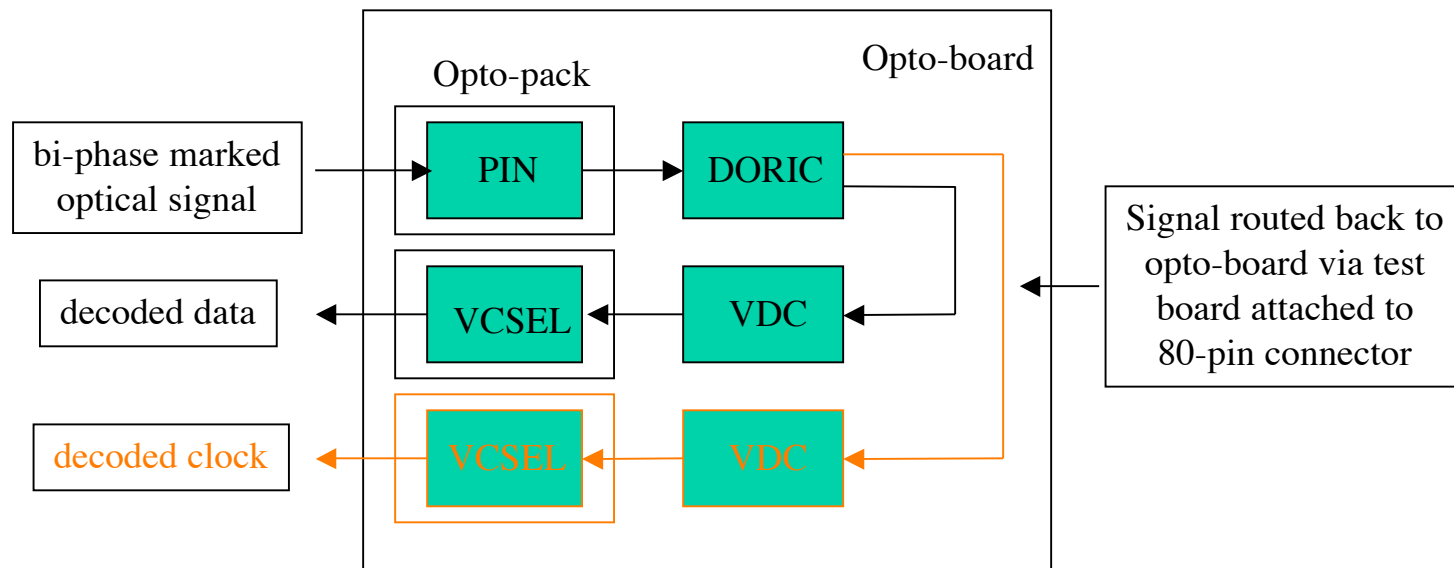 Opto-board
Opto-pack
bi-phase marked
optical signal
PIN
DORIC
Signal routed back to
opto-board via test
board attached to
80-pin connector
decoded data
VCSEL
VDC
decoded clock
VCSEL
VDC